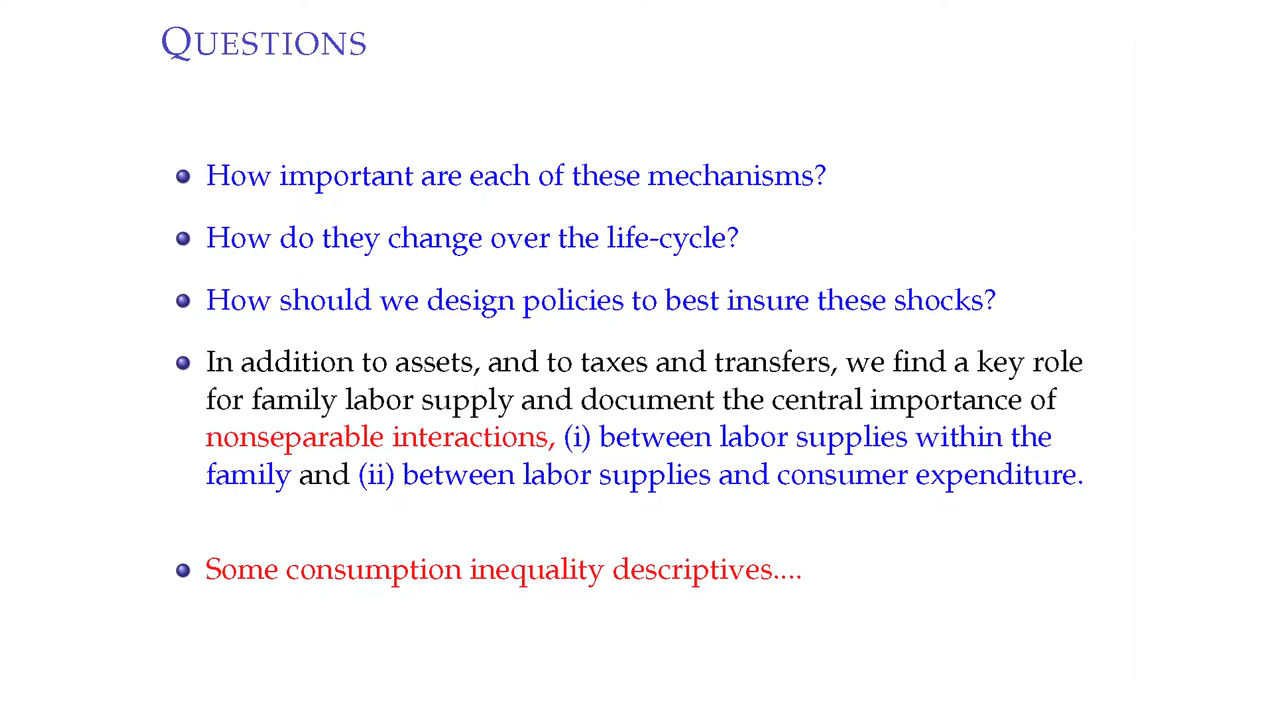 QUESTIONS
How important are each of these mechanisms?
How do they change over the life-cycle?
How should we design policies to best insure these shocks?
In addition to assets, and to taxes and transfers, we find a key role
for family labor supply and document the central importance of
nonseparable interactions, (i) between labor supplies within the
family and (ii) between labor supplies and consumer expenditure.
Some consumption inequality descriptives....